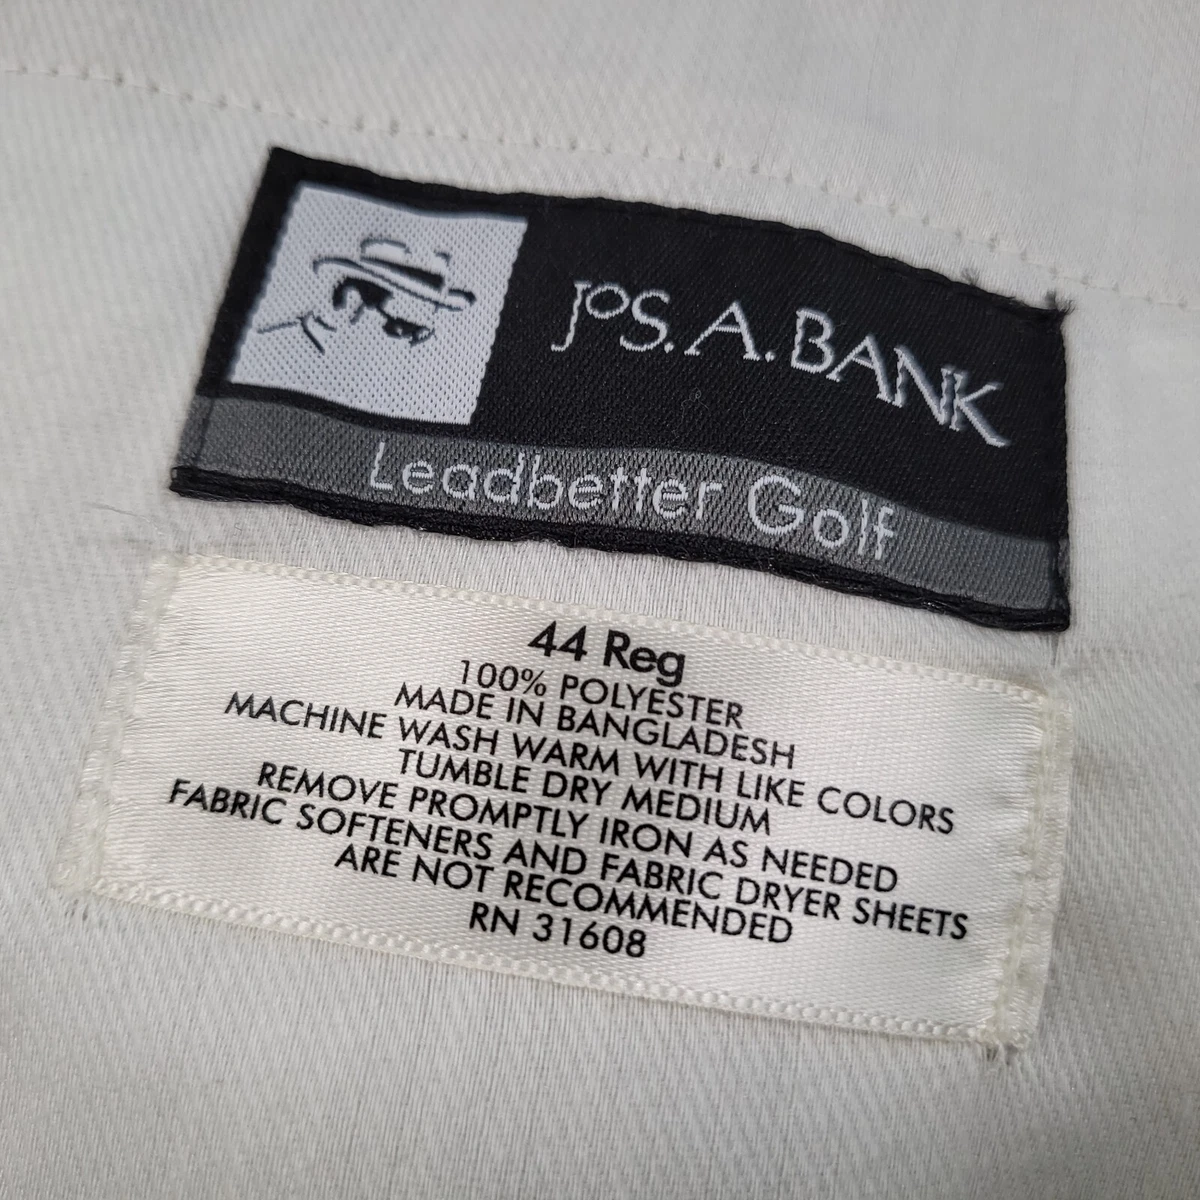 JOS. A. BANK
Leadbetter Golf
44 Reg
100% POLYESTER
MADE IN BANGLADESH
MACHINE WASH WARM WITH LIKE COLORS
TUMBLE DRY MEDIUM
REMOVE PROMPTLY IRON AS NEEDED
FABRIC SOFTENERS AND FABRIC DRYER SHEETS
ARE NOT RECOMMENDED
RN 31608